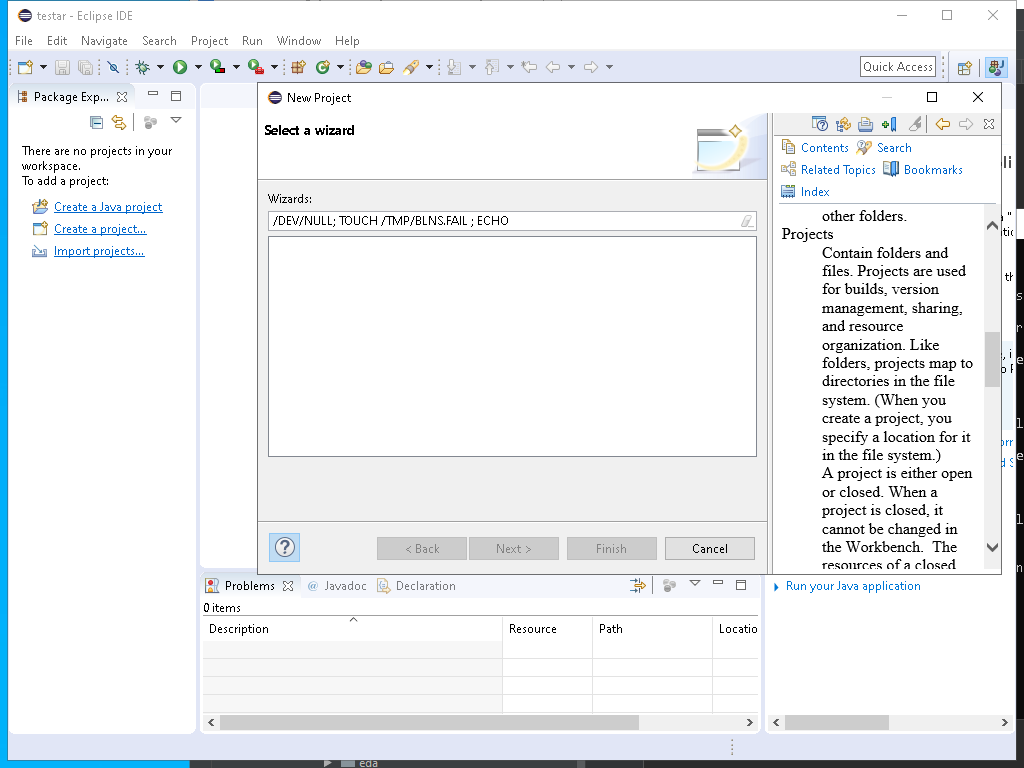 testar - Eclipse IDE
File Edit Navigate Search Project Run Window Help
Quick Access
Package Exp...
There are no projects in your
workspace.
To add a project:
Create a Java project
Create a project...
Import projects...
New Project
Select a wizard
Wizards:
/DEV/NULL; TOUCH /TMP/BLNS.FAIL ; ECHO
< Back Next > Finish Cancel
Contents Search
Related Topics Bookmarks
Index
other folders.
Projects
Contain folders and
files. Projects are used
for builds, version
management, sharing,
and resource
organization. Like
folders, projects map to
directories in the file
system. (When you
create a project, you
specify a location for it
in the file system.)
A project is either open
or closed. When a
project is closed, it
cannot be changed in
the Workbench. The
resources of a closed
Problems @ Javadoc Declaration
0 items
Description Resource Path Locatio
Run your Java application
eda